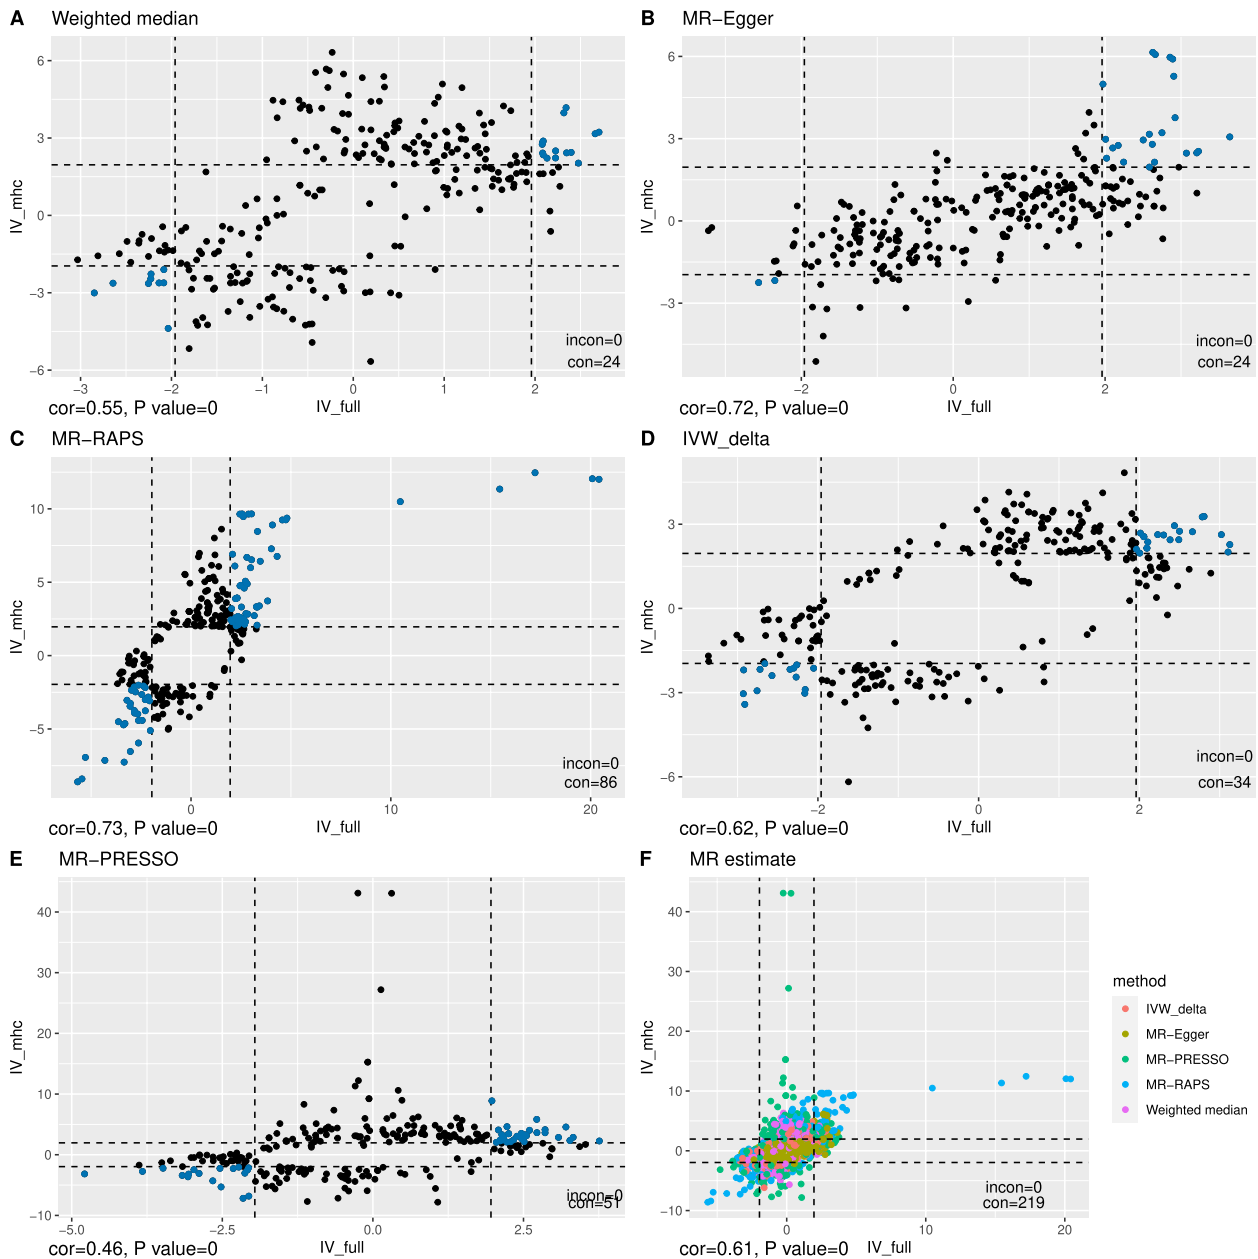 A Weighted median
6
3
0
−3
−6
IV_mhc
−3 −2 −1 0 1 2
IV_full
incon=0
con=24
cor=0.55, P value=0
B MR−Egger
6
3
0
−3
IV_mhc
−2 0 2
IV_full
incon=0
con=24
cor=0.72, P value=0
C MR−RAPS
10
5
0
−5
IV_mhc
0 10 20
IV_full
incon=0
con=86
cor=0.73, P value=0
D IVW_delta
3
0
−3
−6
IV_mhc
−2 0 2
IV_full
incon=0
con=34
cor=0.62, P value=0
E MR−PRESSO
40
30
20
10
0
−10
IV_mhc
−5.0 −2.5 0.0 2.5
IV_full
incon=0
con=51
cor=0.46, P value=0
F MR estimate
40
30
20
10
0
−10
IV_mhc
0 10 20
IV_full
incon=0
con=219
cor=0.61, P value=0
method
IVW_delta
MR−Egger
MR−PRESSO
MR−RAPS
Weighted median